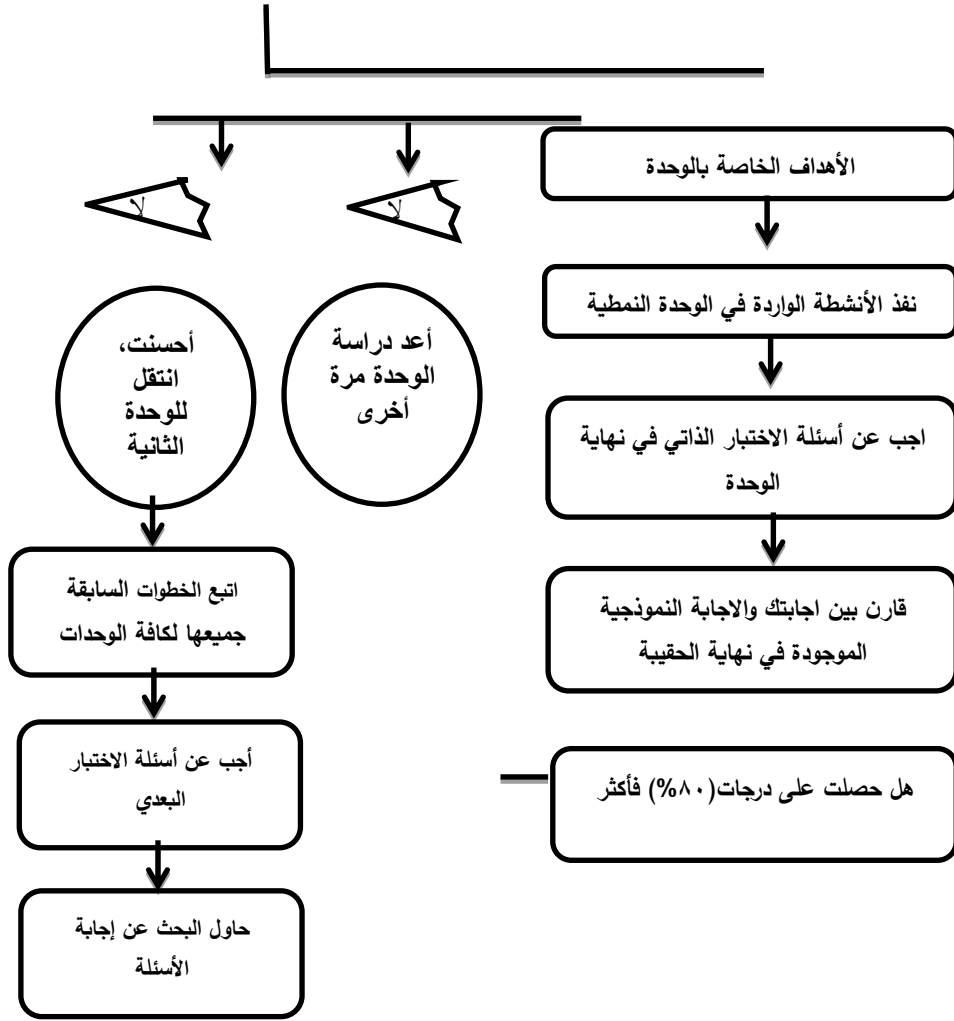 الأهداف الخاصة بالوحدة
نفذ الأنشطة الواردة في الوحدة النمطية
اجب عن أسئلة الاختبار الذاتي في نهاية
الوحدة
قارن بين اجابتك والاجابة النموذجية
الموجودة في نهاية الحقيبة
هل حصلت على درجات(٨٠%) فأكثر
لا
لا
أعد دراسة
الوحدة مرة
أخرى
أحسنت،
انتقل
للوحدة
الثانية
اتبع الخطوات السابقة
جميعها لكافة الوحدات
أجب عن أسئلة الاختبار
البعدي
حاول البحث عن إجابة
الأسئلة